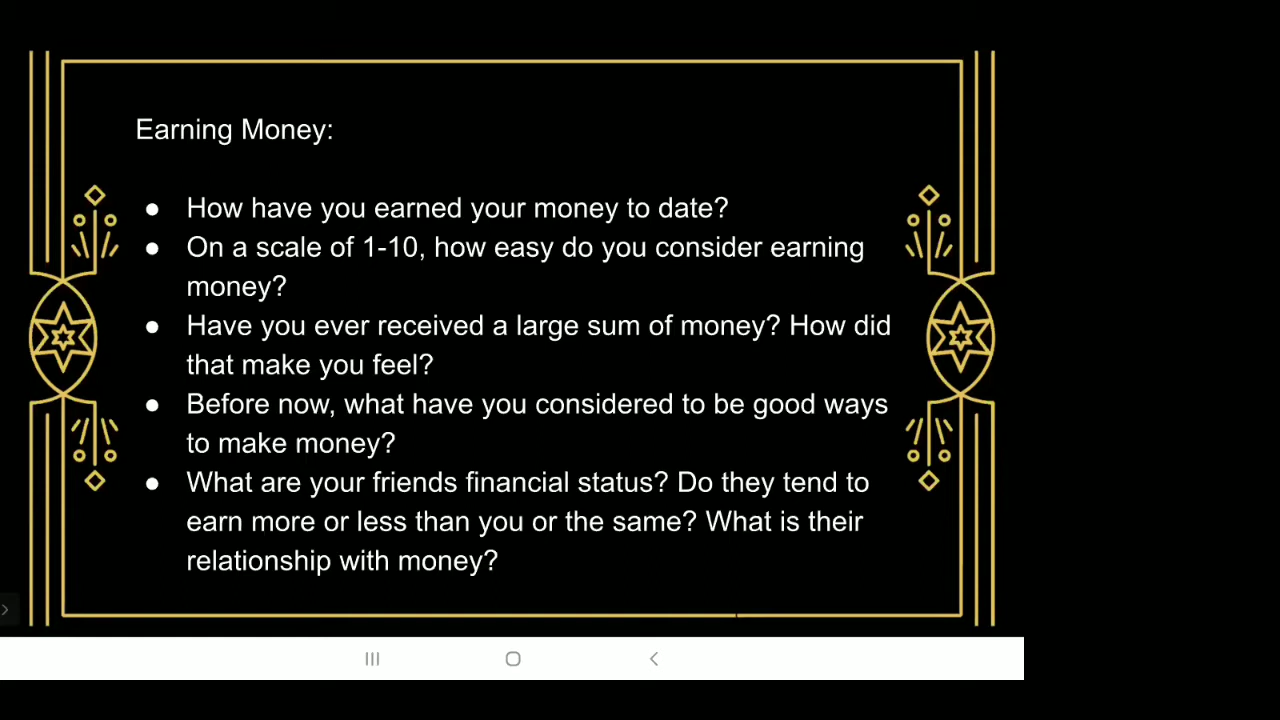 Earning Money:
● How have you earned your money to date?
● On a scale of 1-10, how easy do you consider earning
money?
● Have you ever received a large sum of money? How did
that make you feel?
● Before now, what have you considered to be good ways
to make money?
● What are your friends financial status? Do they tend to
earn more or less than you or the same? What is their
relationship with money?